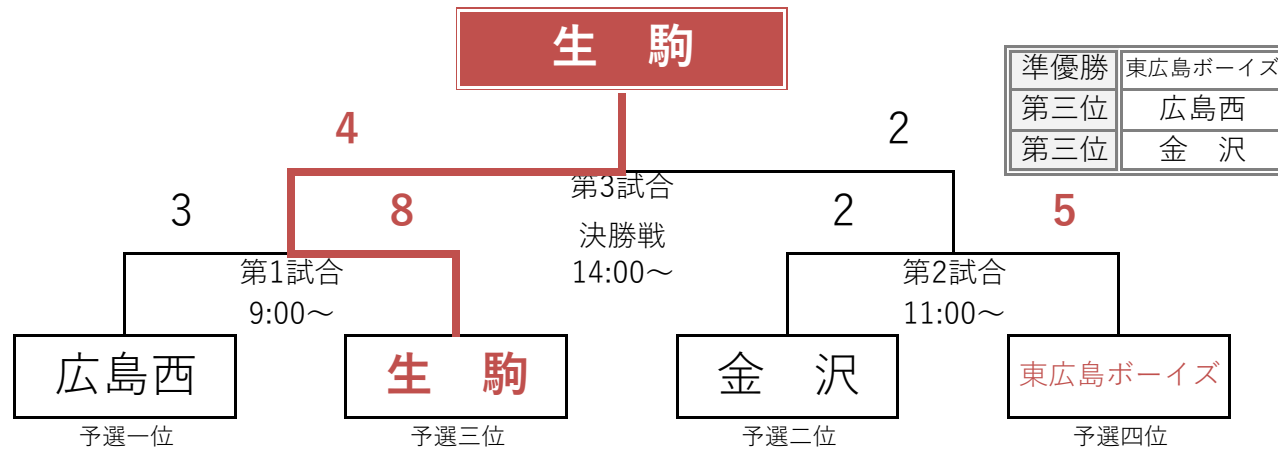 生　駒
準優勝 東広島ボーイズ
第三位 広島西
第三位 金　沢
4 2
3 8 2 5
第3試合
決勝戦
14:00～
第1試合
9:00～
第2試合
11:00～
広島西 生　駒 金　沢 東広島ボーイズ
予選一位 予選三位 予選二位 予選四位